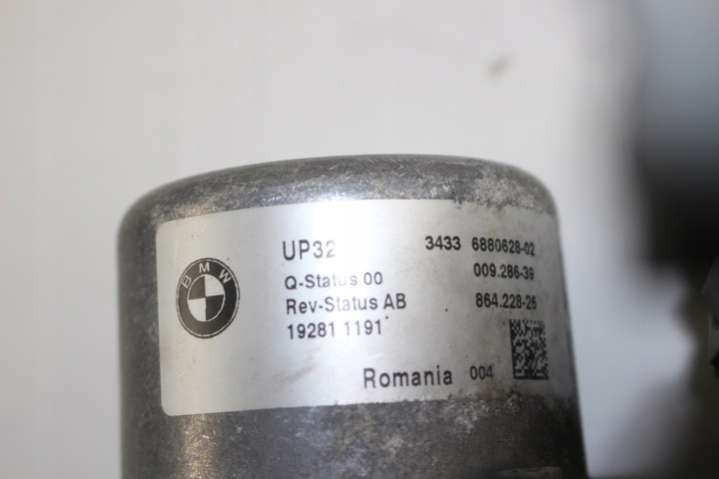 UP32 3433 6880628-02
Q-Status 00 009.286-39
Rev-Status AB 864.228-26
19281 1191
Romania 004
BMW